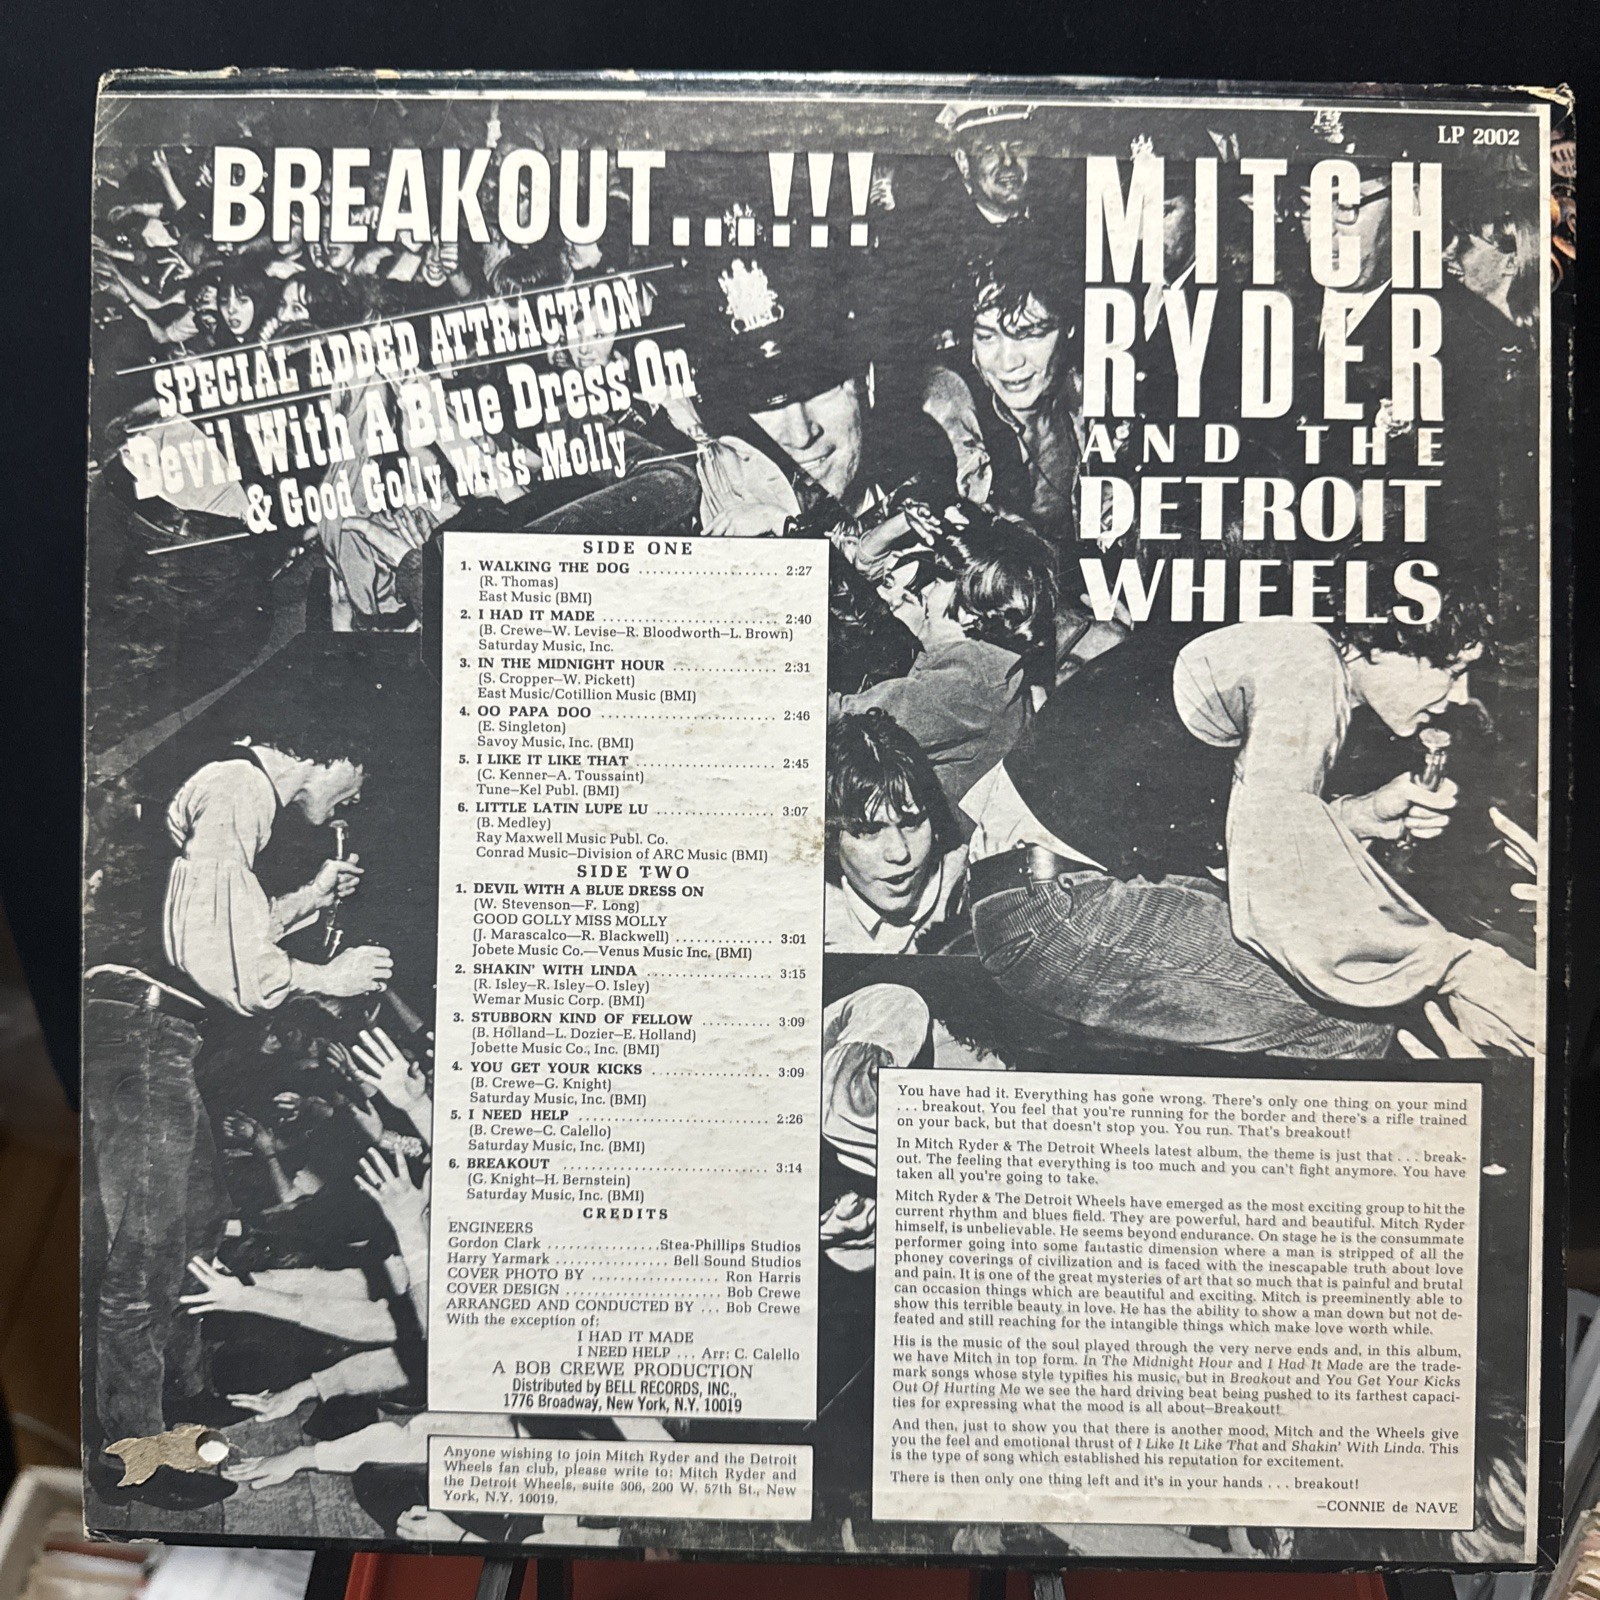 LP 2002
BREAKOUT...!!!
MITCH
RYDER
AND THE
DETROIT
WHEELS
SPECIAL ADDED ATTRACTION
Devil With A Blue Dress On
& Good Golly Miss Molly
SIDE ONE
1. WALKING THE DOG .................... 2:27
(R. Thomas)
East Music (BMI)
2. I HAD IT MADE ......................... 2:40
(B. Crewe—W. Levise—R. Bloodworth—L. Brown)
Saturday Music, Inc.
3. IN THE MIDNIGHT HOUR ............... 2:31
(S. Cropper—W. Pickett)
East Music/Cotillion Music (BMI)
4. OO PAPA DOO ......................... 2:46
(E. Singleton)
Savoy Music, Inc. (BMI)
5. I LIKE IT LIKE THAT .................... 2:45
(C. Kenner—A. Toussaint)
Tune—Kel Publ. (BMI)
6. LITTLE LATIN LUPE LU ................. 3:07
(B. Medley)
Ray Maxwell Music Publ. Co.
Conrad Music—Division of ARC Music (BMI)
SIDE TWO
1. DEVIL WITH A BLUE DRESS ON
(W. Stevenson—F. Long)
GOOD GOLLY MISS MOLLY
(J. Marascalco—R. Blackwell) .............. 3:01
Jobete Music Co.—Venus Music Inc. (BMI)
2. SHAKIN' WITH LINDA .................. 3:15
(R. Isley—R. Isley—O. Isley)
Wemar Music Corp. (BMI)
3. STUBBORN KIND OF FELLOW .......... 3:09
(B. Holland—L. Dozier—E. Holland)
Jobette Music Co., Inc. (BMI)
4. YOU GET YOUR KICKS ................. 3:09
(B. Crewe—G. Knight)
Saturday Music, Inc. (BMI)
5. I NEED HELP ........................... 2:26
(B. Crewe—C. Calello)
Saturday Music, Inc. (BMI)
6. BREAKOUT ............................. 3:14
(G. Knight—H. Bernstein)
Saturday Music, Inc. (BMI)
CREDITS
ENGINEERS
Gordon Clark ................Stea-Phillips Studios
Harry Yarmark ................ Bell Sound Studios
COVER PHOTO BY .................. Ron Harris
COVER DESIGN ...................... Bob Crewe
ARRANGED AND CONDUCTED BY ... Bob Crewe
With the exception of:
I HAD IT MADE
I NEED HELP ... Arr: C. Calello
A BOB CREWE PRODUCTION
Distributed by BELL RECORDS, INC.,
1776 Broadway, New York, N.Y. 10019
Anyone wishing to join Mitch Ryder and the Detroit
Wheels fan club, please write to: Mitch Ryder and
the Detroit Wheels, suite 306, 200 W. 57th St., New
York, N.Y. 10019.
You have had it. Everything has gone wrong. There's only one thing on your mind
. . . breakout. You feel that you're running for the border and there's a rifle trained
on your back, but that doesn't stop you. You run. That's breakout!
In Mitch Ryder & The Detroit Wheels latest album, the theme is just that . . . break-
out. The feeling that everything is too much and you can't fight anymore. You have
taken all you're going to take.
Mitch Ryder & The Detroit Wheels have emerged as the most exciting group to hit the
current rhythm and blues field. They are powerful, hard and beautiful. Mitch Ryder
himself, is unbelievable. He seems beyond endurance. On stage he is the consummate
performer going into some fantastic dimension where a man is stripped of all the
phoney coverings of civilization and is faced with the inescapable truth about love
and pain. It is one of the great mysteries of art that so much that is painful and brutal
can occasion things which are beautiful and exciting. Mitch is preeminently able to
show this terrible beauty in love. He has the ability to show a man down but not de-
feated and still reaching for the intangible things which make love worth while.
His is the music of the soul played through the very nerve ends and, in this album,
we have Mitch in top form. In The Midnight Hour and I Had It Made are the trade-
mark songs whose style typifies his music, but in Breakout and You Get Your Kicks
Out Of Hurting Me we see the hard driving beat being pushed to its farthest capaci-
ties for expressing what the mood is all about—Breakout!
And then, just to show you that there is another mood, Mitch and the Wheels give
you the feel and emotional thrust of I Like It Like That and Shakin' With Linda. This
is the type of song which established his reputation for excitement.
There is then only one thing left and it's in your hands . . . breakout!
—CONNIE de NAVE